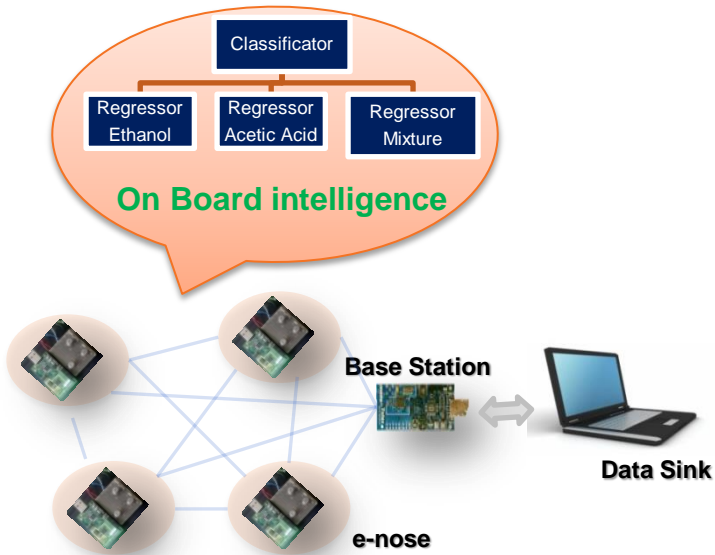 Classificator
Regressor
Ethanol
Regressor
Acetic Acid
Regressor
Mixture
On Board intelligence
Base Station
Data Sink
e-nose